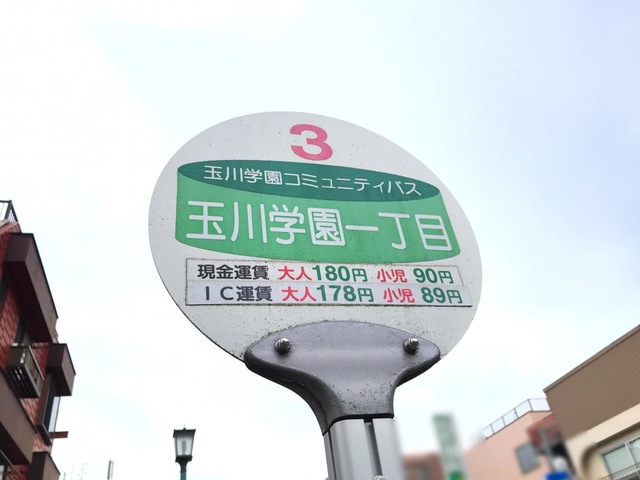 3
玉川学園コミュニティバス
玉川学園一丁目
現金運賃 大人180円 小児 90円
IC運賃 大人178円 小児 89円